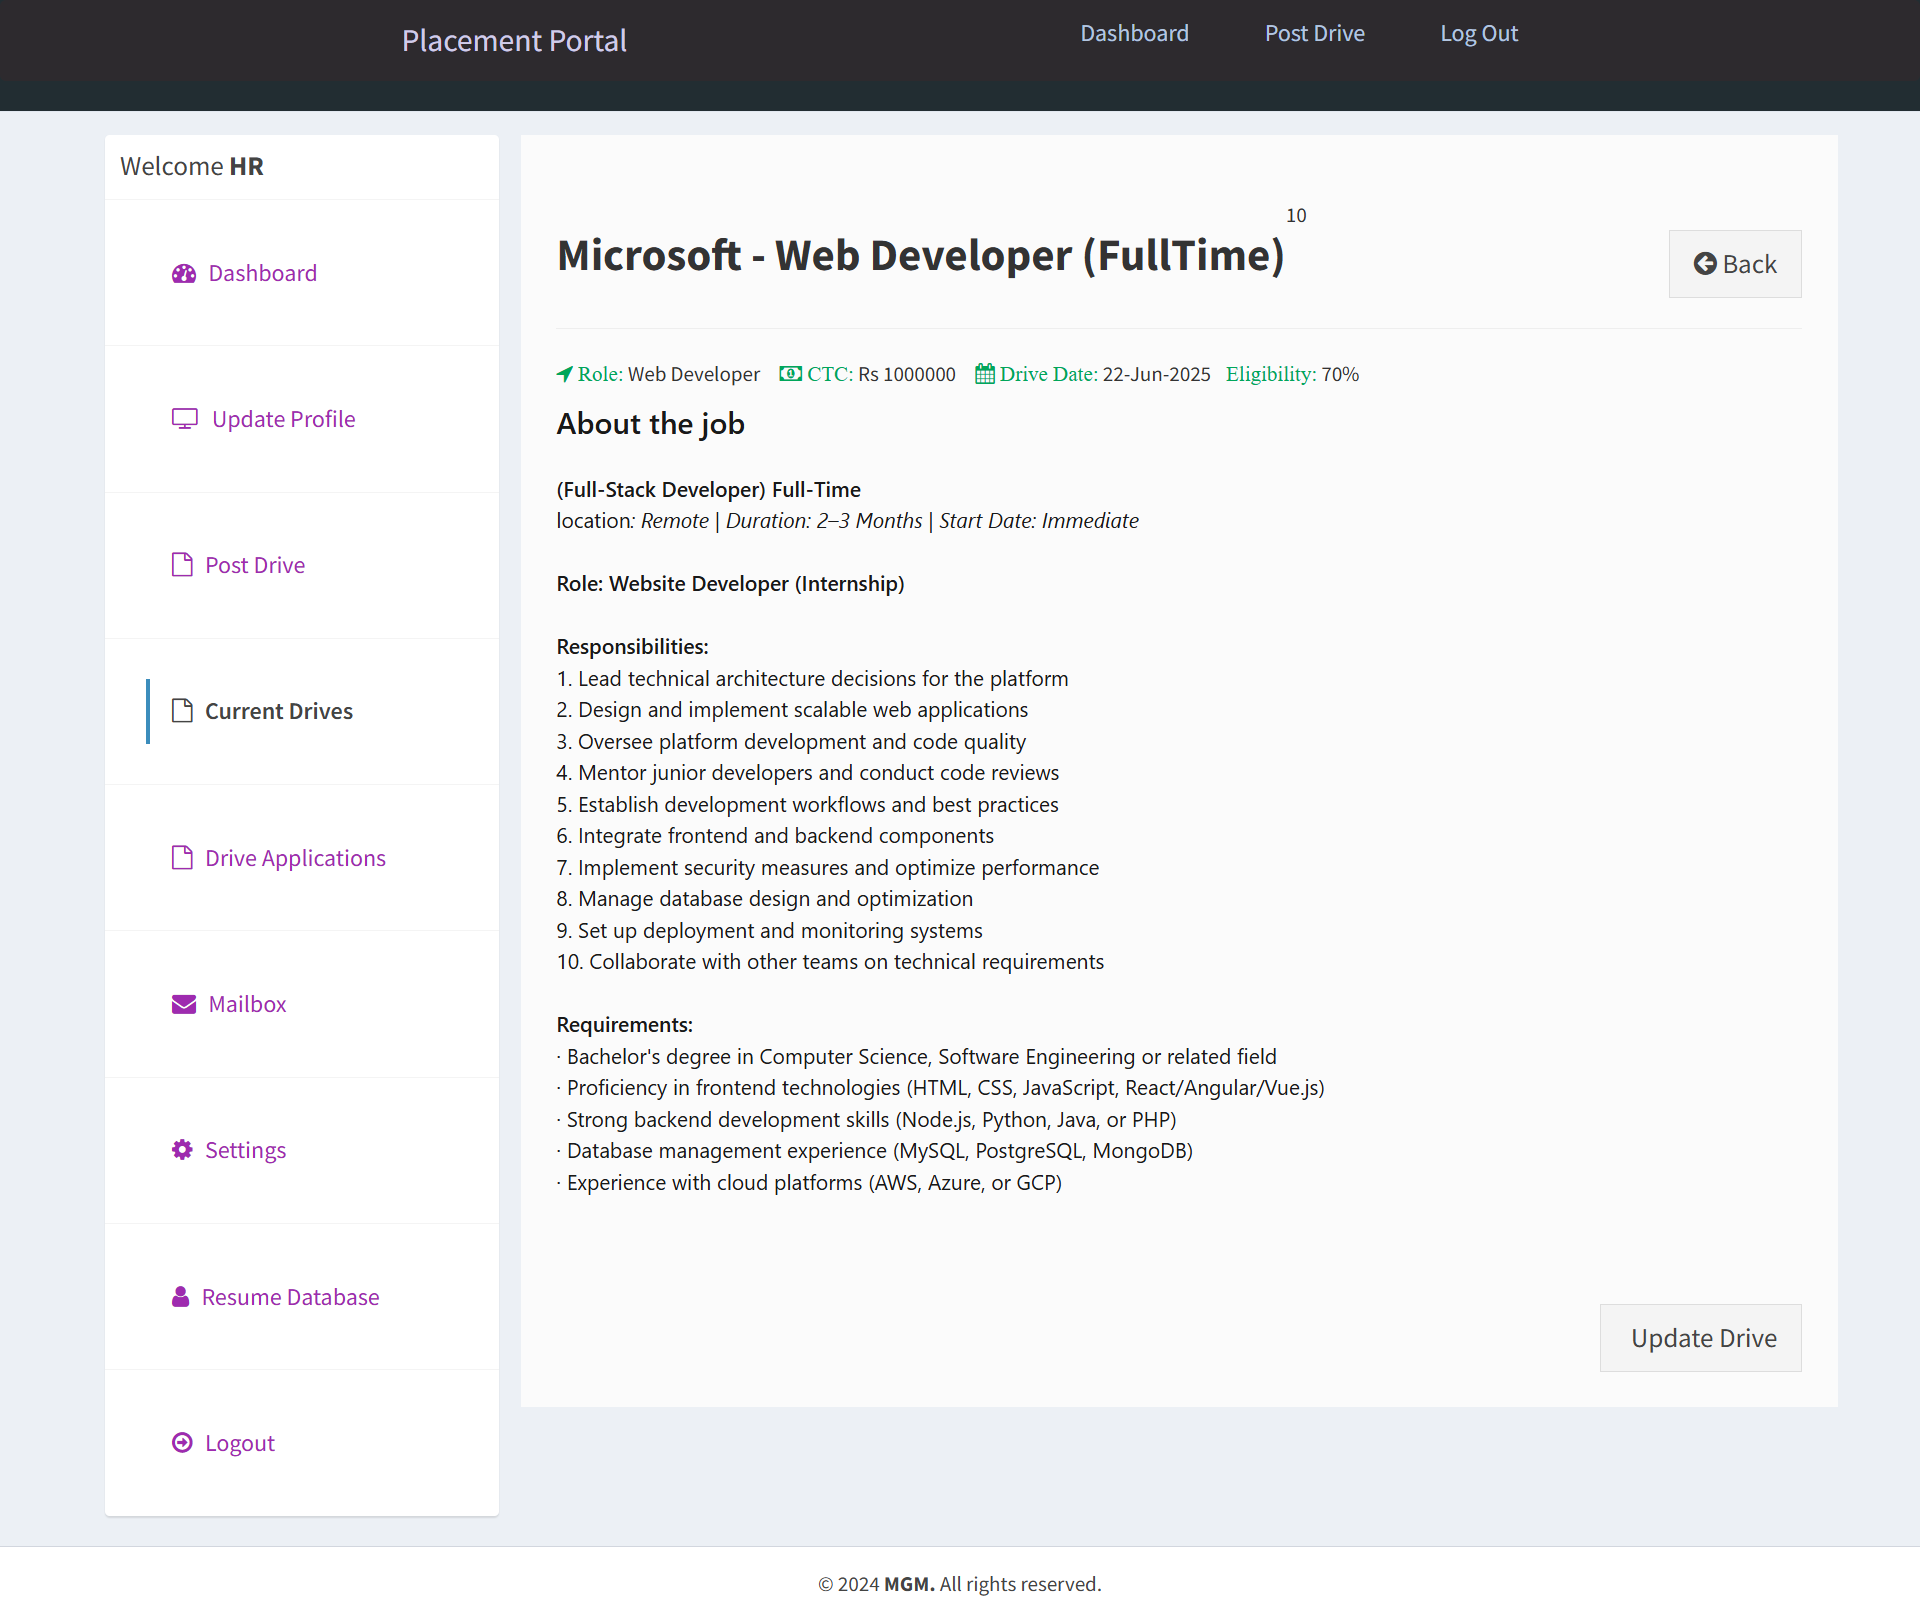 Placement Portal
Dashboard
Post Drive
Log Out
Welcome HR
Dashboard
Update Profile
Post Drive
Current Drives
Drive Applications
Mailbox
Settings
Resume Database
Logout
Microsoft - Web Developer (FullTime) 10
Back
Role: Web Developer CTC: Rs 1000000 Drive Date: 22-Jun-2025 Eligibility: 70%
About the job
(Full-Stack Developer) Full-Time
location: Remote | Duration: 2–3 Months | Start Date: Immediate
Role: Website Developer (Internship)
Responsibilities:
1. Lead technical architecture decisions for the platform
2. Design and implement scalable web applications
3. Oversee platform development and code quality
4. Mentor junior developers and conduct code reviews
5. Establish development workflows and best practices
6. Integrate frontend and backend components
7. Implement security measures and optimize performance
8. Manage database design and optimization
9. Set up deployment and monitoring systems
10. Collaborate with other teams on technical requirements
Requirements:
· Bachelor's degree in Computer Science, Software Engineering or related field
· Proficiency in frontend technologies (HTML, CSS, JavaScript, React/Angular/Vue.js)
· Strong backend development skills (Node.js, Python, Java, or PHP)
· Database management experience (MySQL, PostgreSQL, MongoDB)
· Experience with cloud platforms (AWS, Azure, or GCP)
Update Drive
© 2024 MGM. All rights reserved.